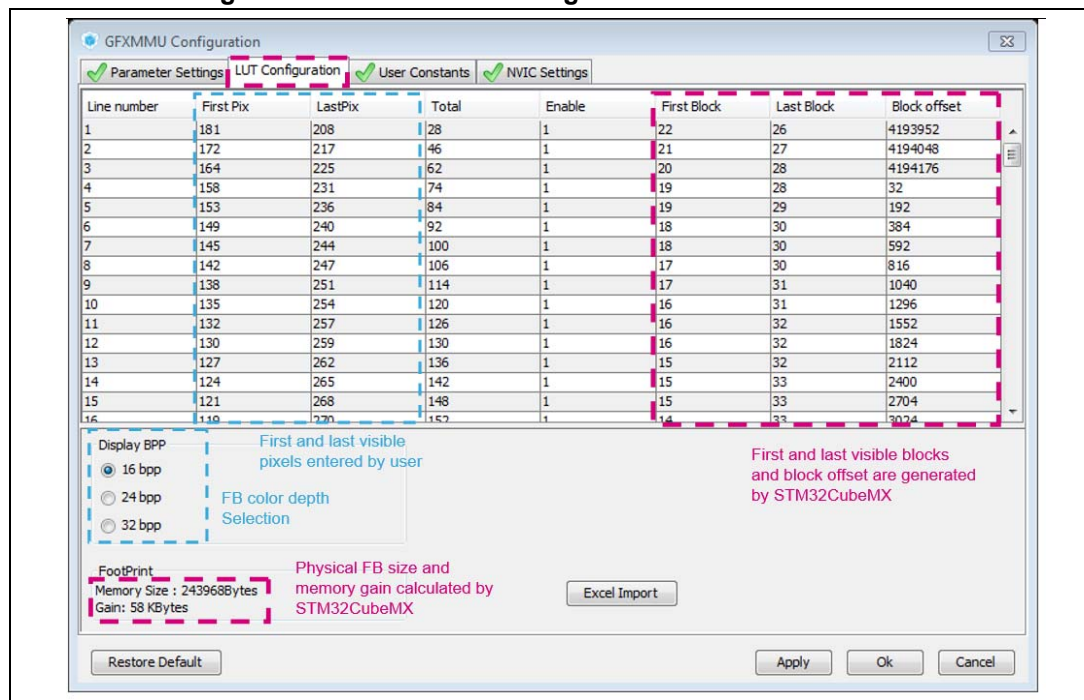 GFXMMU Configuration
Parameter Settings LUT Configuration User Constants NVIC Settings
Line number First Pix LastPix Total Enable First Block Last Block Block offset
1 181 208 28 1 22 26 4193952
2 172 217 46 1 21 27 4194048
3 164 225 62 1 20 28 4194176
4 158 231 74 1 19 28 32
5 153 236 84 1 19 29 192
6 149 240 92 1 18 30 384
7 145 244 100 1 18 30 592
8 142 247 106 1 17 30 816
9 138 251 114 1 17 31 1040
10 135 254 120 1 16 31 1296
11 132 257 126 1 16 32 1552
12 130 259 130 1 16 32 1824
13 127 262 136 1 15 32 2112
14 124 265 142 1 15 33 2400
15 121 268 148 1 15 33 2704
16 119 270 152 1 14 33 3024
Display BPP
16 bpp
24 bpp
32 bpp
First and last visible
pixels entered by user
FB color depth
Selection
First and last visible blocks
and block offset are generated
by STM32CubeMX
FootPrint
Memory Size : 243968Bytes
Gain: 58 KBytes
Physical FB size and
memory gain calculated by
STM32CubeMX
Excel Import
Restore Default Apply Ok Cancel